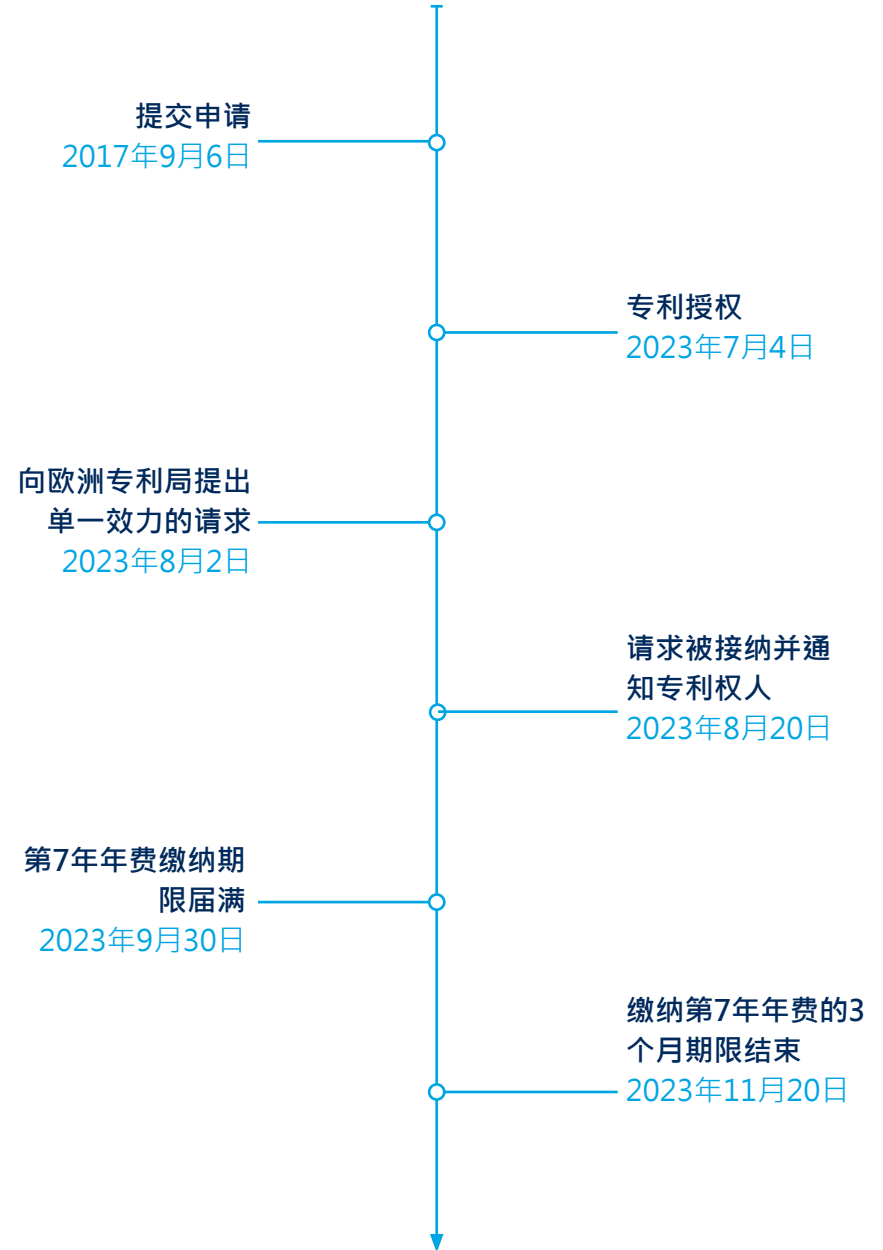 提交申请
2017年9月6日
专利授权
2023年7月4日
向欧洲专利局提出
单一效力的请求
2023年8月2日
请求被接纳并通
知专利权人
2023年8月20日
第7年年费缴纳期
限届满
2023年9月30日
缴纳第7年年费的3
个月期限结束
2023年11月20日